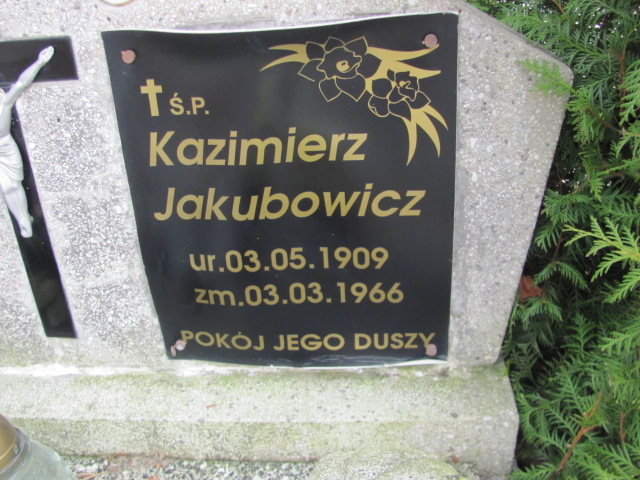 Ś.P.
Kazimierz
Jakubowicz
ur.03.05.1909
zm.03.03.1966
POKÓJ JEGO DUSZY